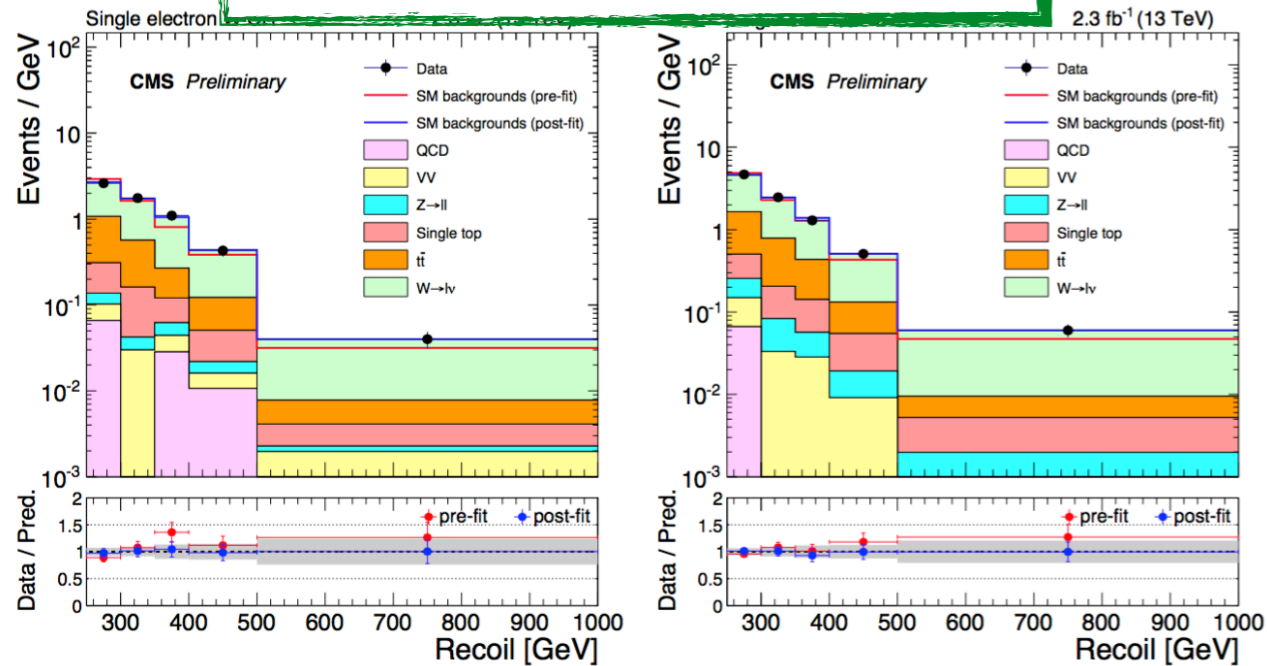 Single electron
2.3 fb⁻¹ (13 TeV)
Events / GeV
10²
10
1
10⁻¹
10⁻²
10⁻³
CMS Preliminary
Data
SM backgrounds (pre-fit)
SM backgrounds (post-fit)
QCD
VV
Z→ll
Single top
tt̄
W→lν
Data / Pred.
2
1.5
1
0.5
0
pre-fit
post-fit
300 400 500 600 700 800 900 1000
Recoil [GeV]
Events / GeV
10²
10
1
10⁻¹
10⁻²
10⁻³
CMS Preliminary
Data
SM backgrounds (pre-fit)
SM backgrounds (post-fit)
QCD
VV
Z→ll
Single top
tt̄
W→lν
Data / Pred.
2
1.5
1
0.5
0
pre-fit
post-fit
300 400 500 600 700 800 900 1000
Recoil [GeV]